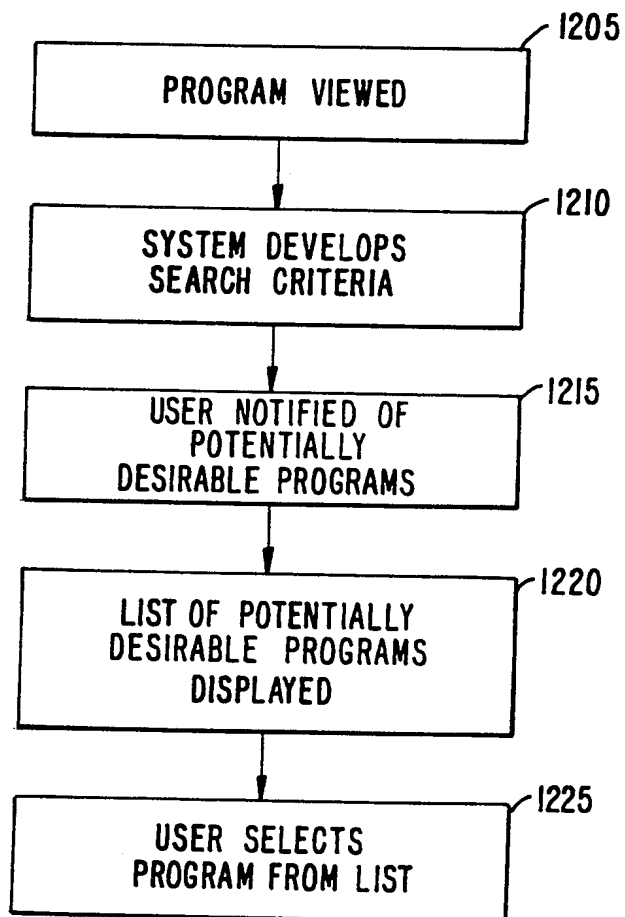 1205
PROGRAM VIEWED
1210
SYSTEM DEVELOPS
SEARCH CRITERIA
1215
USER NOTIFIED OF
POTENTIALLY
DESIRABLE PROGRAMS
1220
LIST OF POTENTIALLY
DESIRABLE PROGRAMS
DISPLAYED
1225
USER SELECTS
PROGRAM FROM LIST